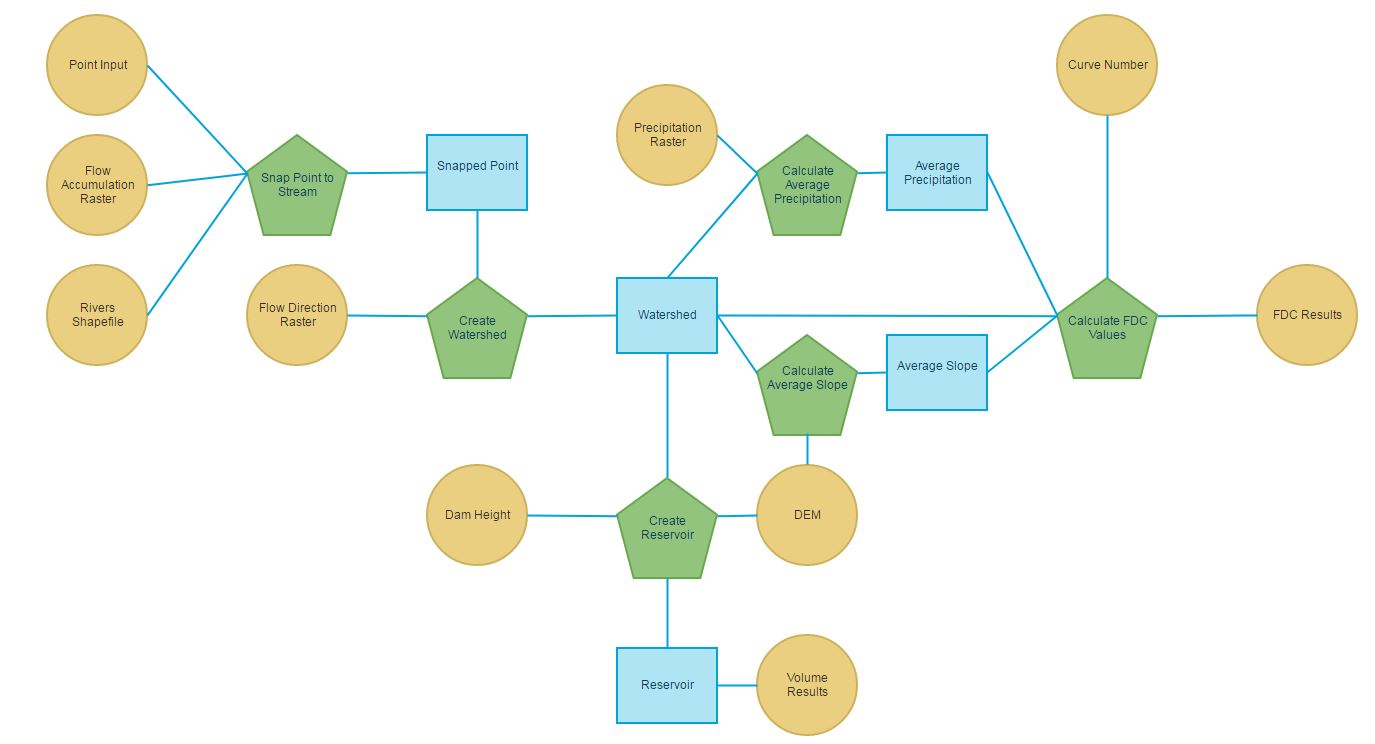 Point Input
Flow
Accumulation
Raster
Rivers
Shapefile
Snap Point to
Stream
Flow Direction
Raster
Snapped Point
Create
Watershed
Precipitation
Raster
Watershed
Calculate
Average
Precipitation
Average
Precipitation
Calculate
Average Slope
Average Slope
Curve Number
Calculate FDC
Values
FDC Results
Dam Height
Create
Reservoir
DEM
Reservoir
Volume
Results